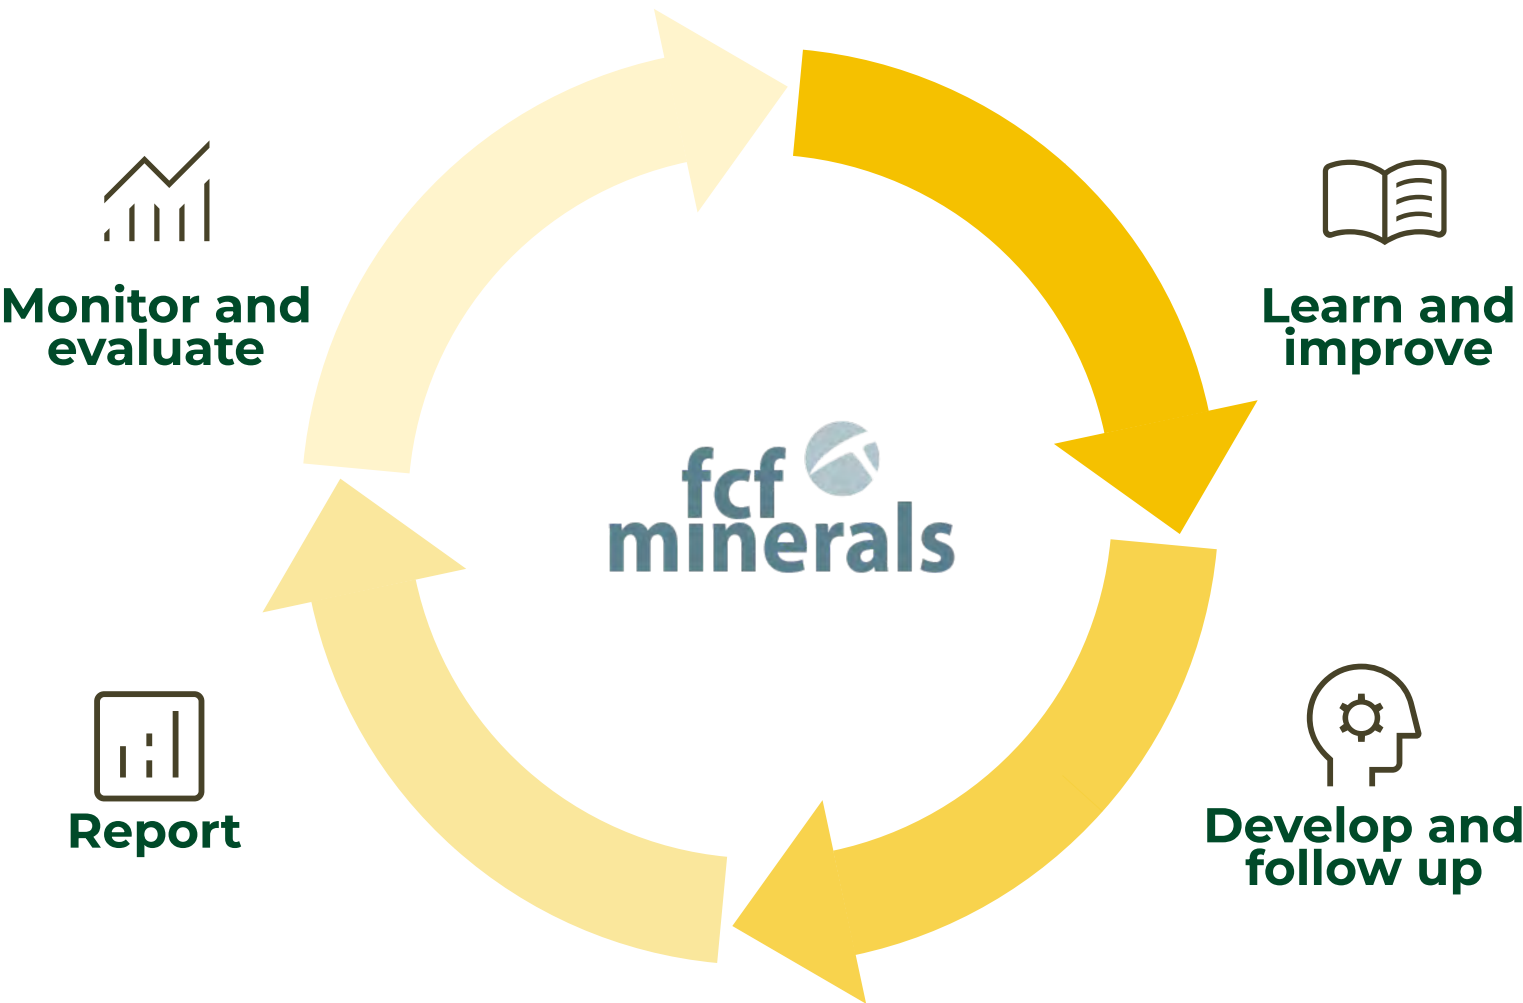 Monitor and
evaluate
Learn and
improve
fcf
minerals
Report
Develop and
follow up